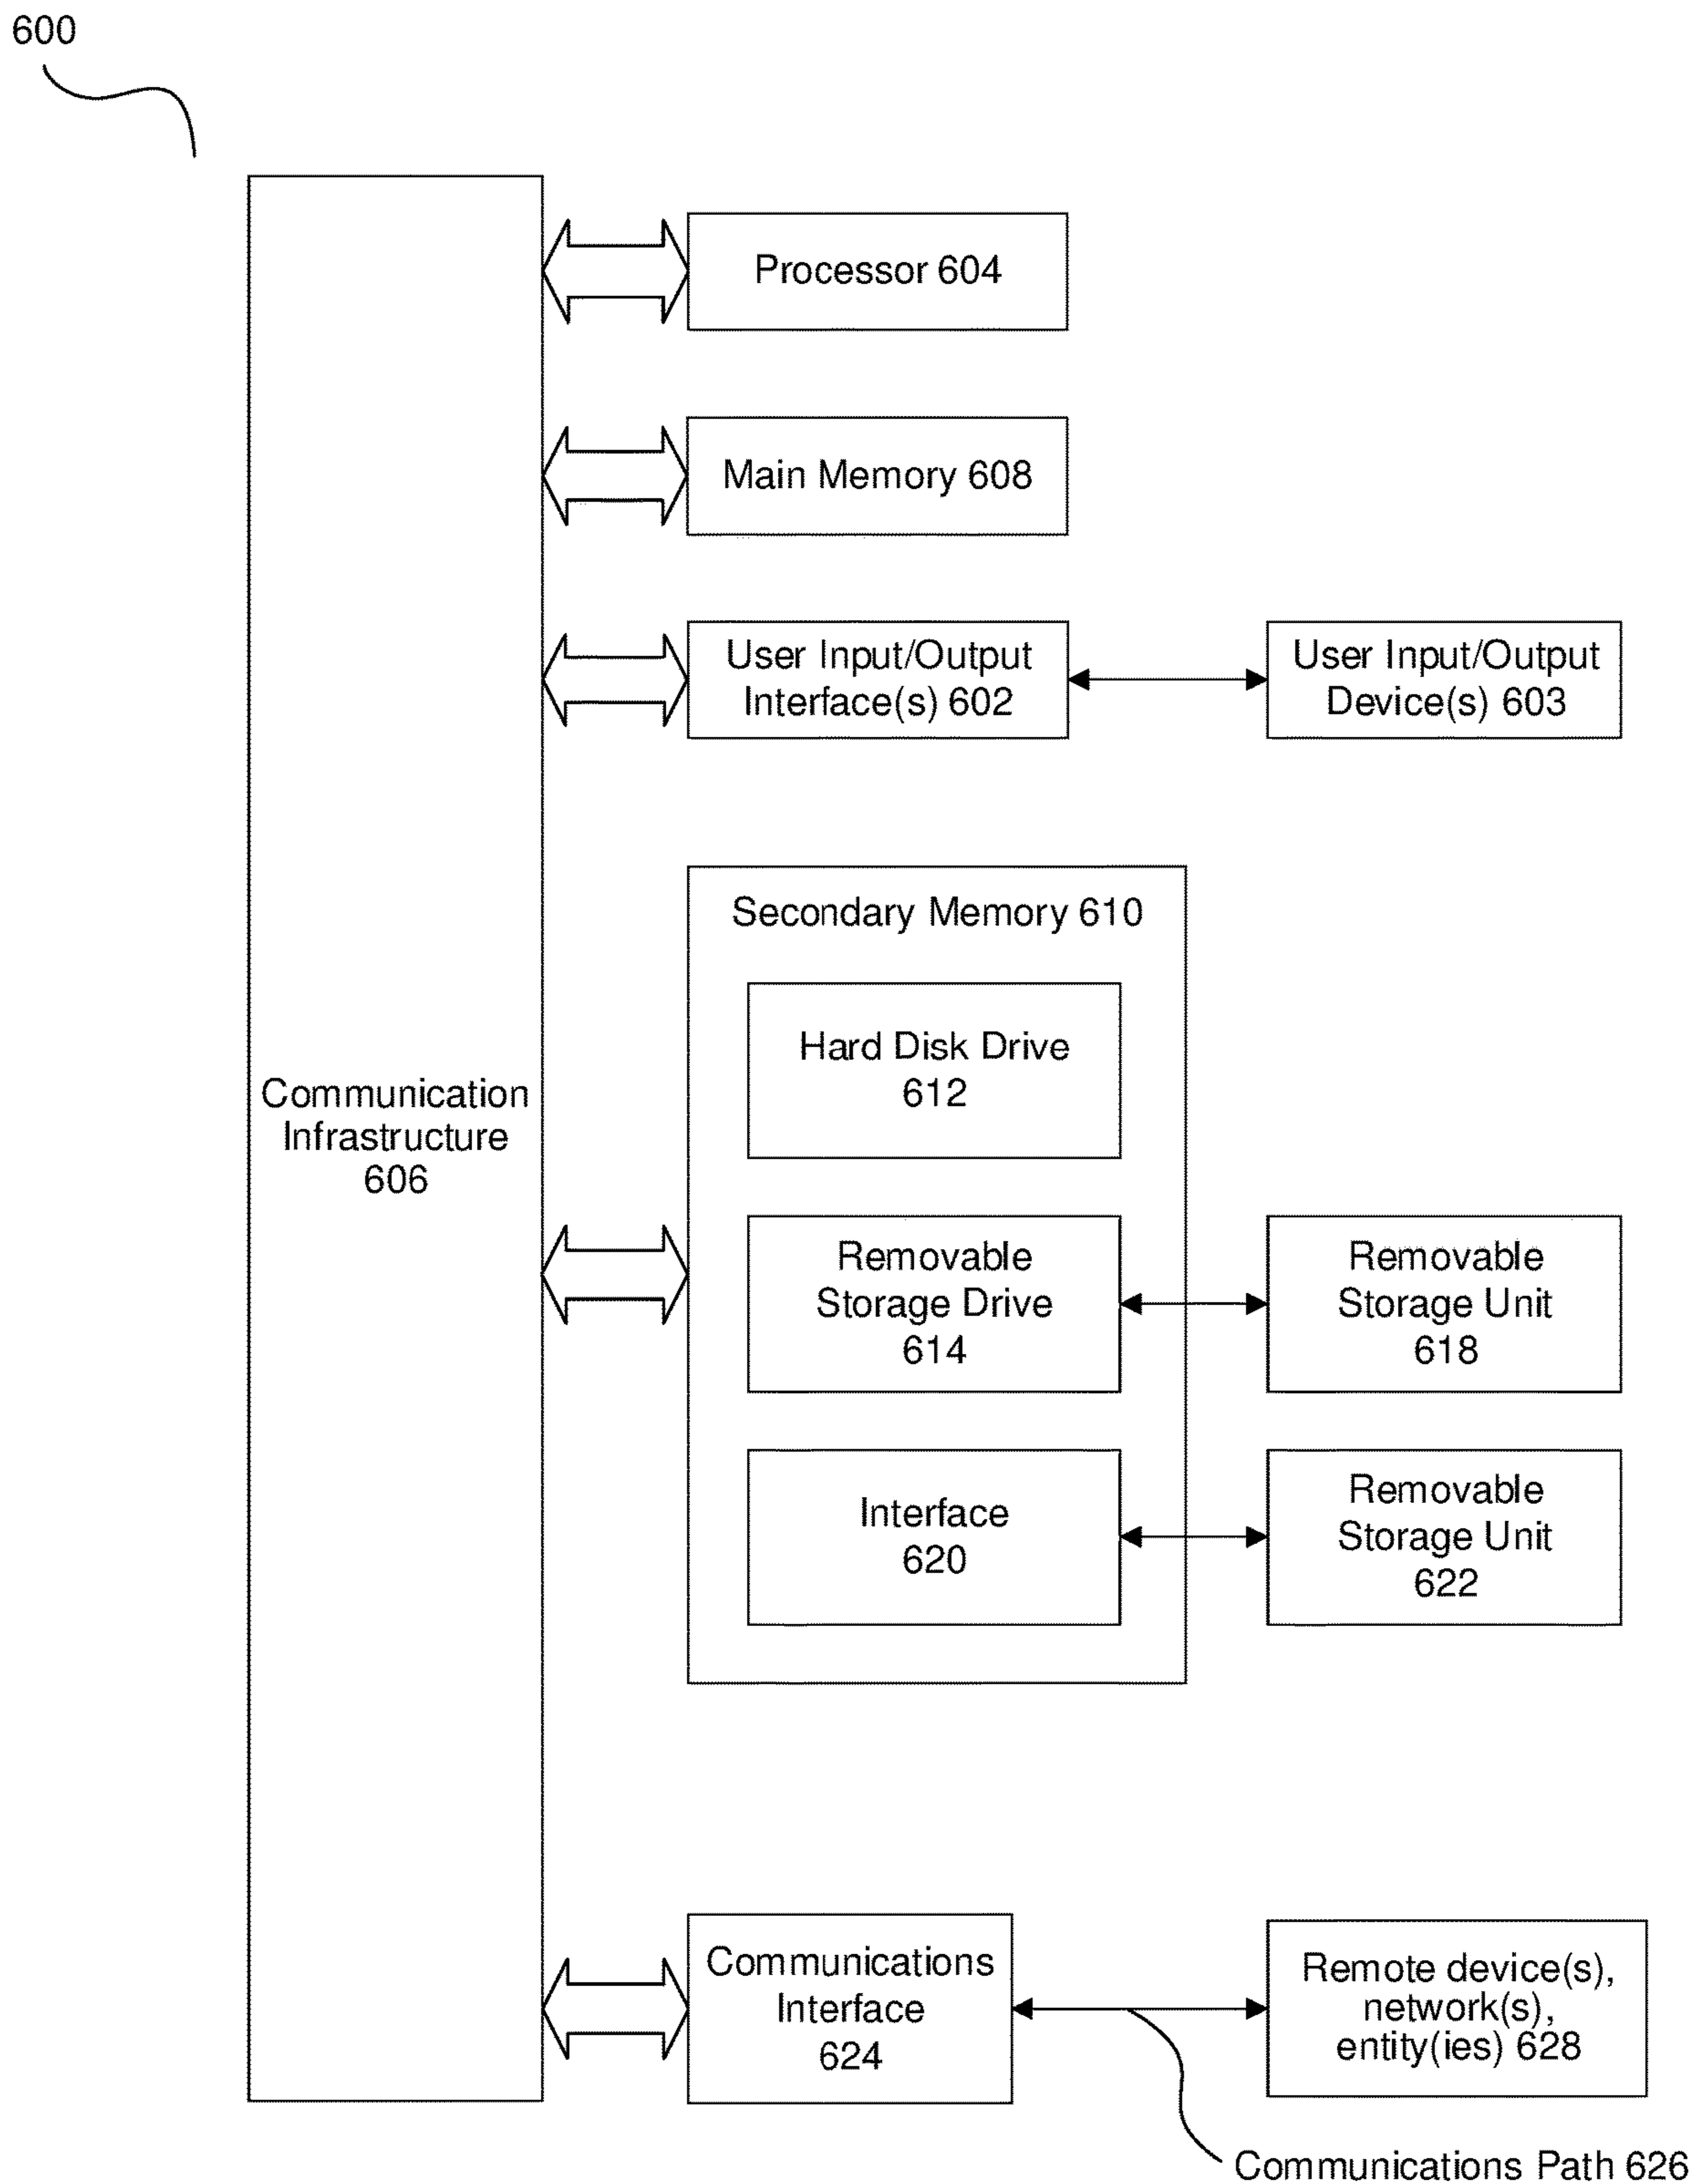 600
Processor 604
Main Memory 608
User Input/Output
Interface(s) 602
User Input/Output
Device(s) 603
Secondary Memory 610
Hard Disk Drive
612
Communication
Infrastructure
606
Removable
Storage Drive
614
Removable
Storage Unit
618
Interface
620
Removable
Storage Unit
622
Communications
Interface
624
Remote device(s),
network(s),
entity(ies) 628
Communications Path 626